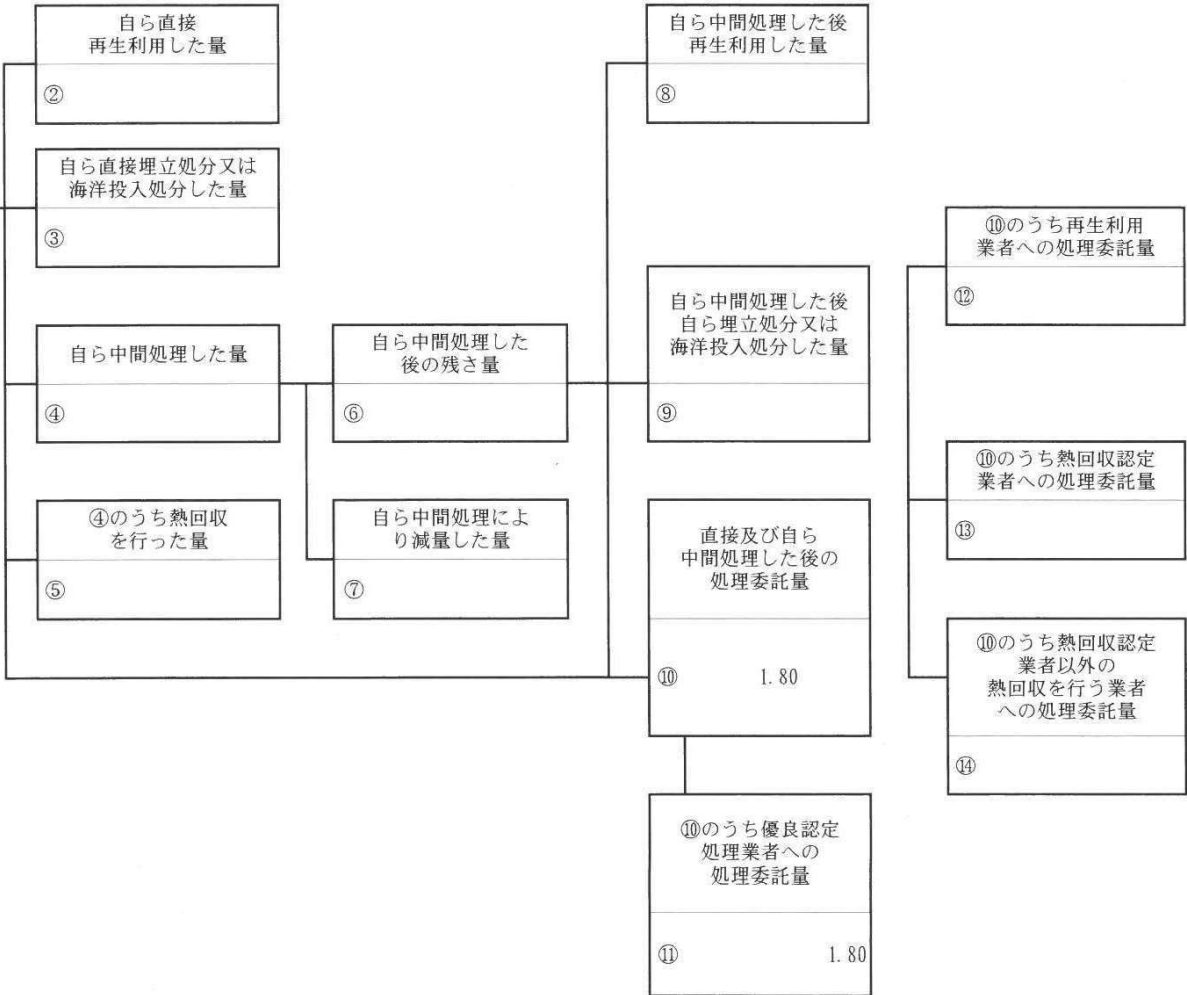 自ら直接
再生利用した量
②
自ら直接埋立処分又は
海洋投入処分した量
③
自ら中間処理した量
④
④のうち熱回収
を行った量
⑤
自ら中間処理した
後の残さ量
⑥
自ら中間処理によ
り減量した量
⑦
自ら中間処理した後
再生利用した量
⑧
自ら中間処理した後
自ら埋立処分又は
海洋投入処分した量
⑨
直接及び自ら
中間処理した後の
処理委託量
⑩ 1.80
⑩のうち優良認定
処理業者への
処理委託量
⑪ 1.80
⑩のうち再生利用
業者への処理委託量
⑫
⑩のうち熱回収認定
業者への処理委託量
⑬
⑩のうち熱回収認定
業者以外の
熱回収を行う業者
への処理委託量
⑭